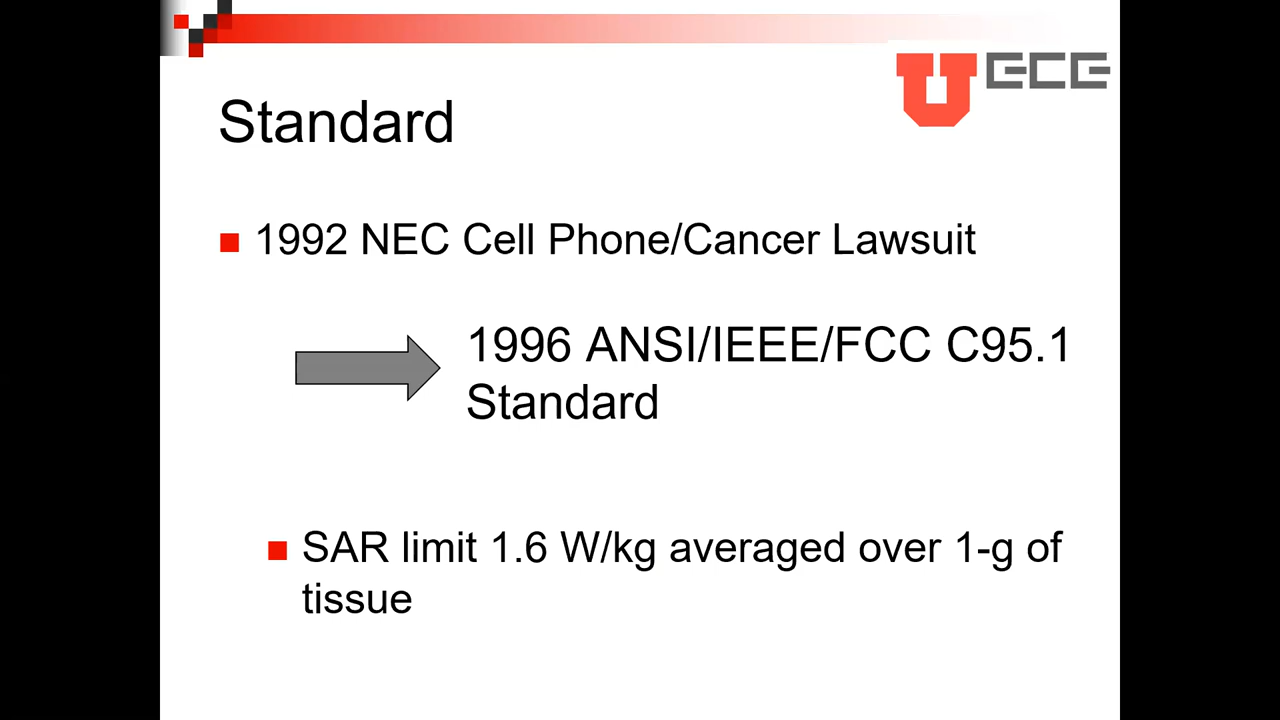 U ECE
Standard
1992 NEC Cell Phone/Cancer Lawsuit
1996 ANSI/IEEE/FCC C95.1
Standard
SAR limit 1.6 W/kg averaged over 1-g of
tissue